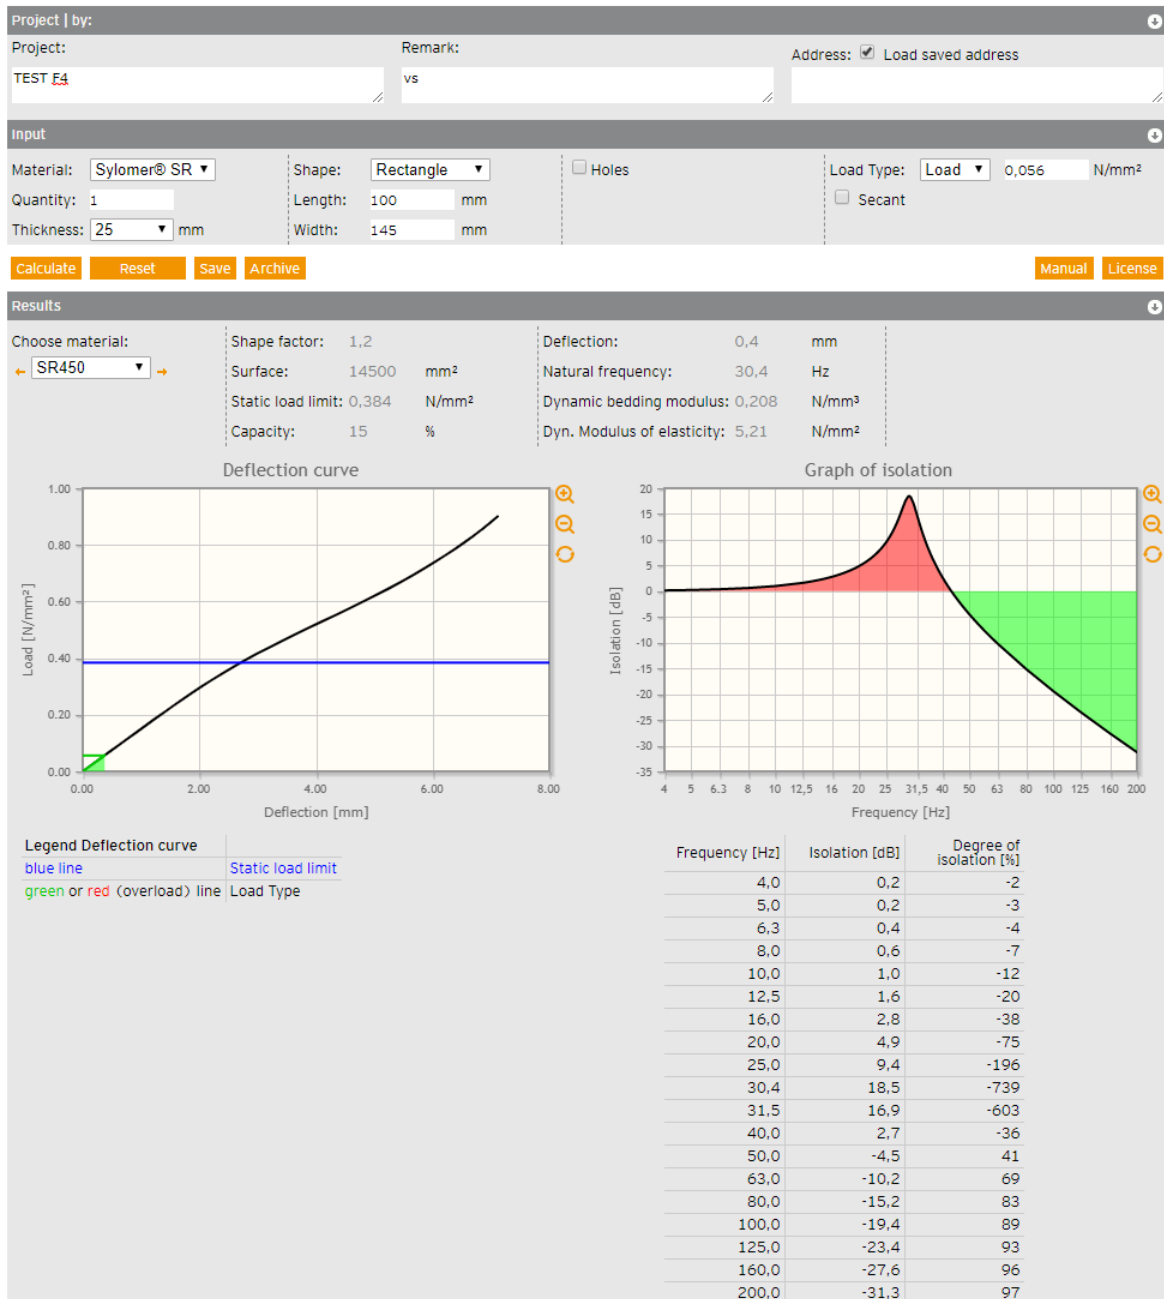 Project | by:
Project:
Remark:
Address: Load saved address
TEST F4
vs
Input
Material: Sylomer® SR
Shape: Rectangle
Holes
Load Type: Load 0,056 N/mm²
Quantity: 1
Length: 100 mm
Secant
Thickness: 25 mm
Width: 145 mm
Calculate Reset Save Archive Manual License
Results
Choose material:
SR450
Shape factor: 1,2
Surface: 14500 mm²
Static load limit: 0,384 N/mm²
Capacity: 15 %
Deflection: 0,4 mm
Natural frequency: 30,4 Hz
Dynamic bedding modulus: 0,208 N/mm³
Dyn. Modulus of elasticity: 5,21 N/mm²
Deflection curve
1.00
0.80
0.60
0.40
0.20
0.00
Load [N/mm²]
0.00 2.00 4.00 6.00 8.00
Deflection [mm]
Graph of isolation
20
15
10
5
0
-5
-10
-15
-20
-25
-30
-35
Isolation [dB]
4 5 6.3 8 10 12,5 16 20 25 31,5 40 50 63 80 100 125 160 200
Frequency [Hz]
Legend Deflection curve
blue line Static load limit
green or red (overload) line Load Type
Frequency [Hz] Isolation [dB] Degree of isolation [%]
4,0 0,2 -2
5,0 0,2 -3
6,3 0,4 -4
8,0 0,6 -7
10,0 1,0 -12
12,5 1,6 -20
16,0 2,8 -38
20,0 4,9 -75
25,0 9,4 -196
30,4 18,5 -739
31,5 16,9 -603
40,0 2,7 -36
50,0 -4,5 41
63,0 -10,2 69
80,0 -15,2 83
100,0 -19,4 89
125,0 -23,4 93
160,0 -27,6 96
200,0 -31,3 97